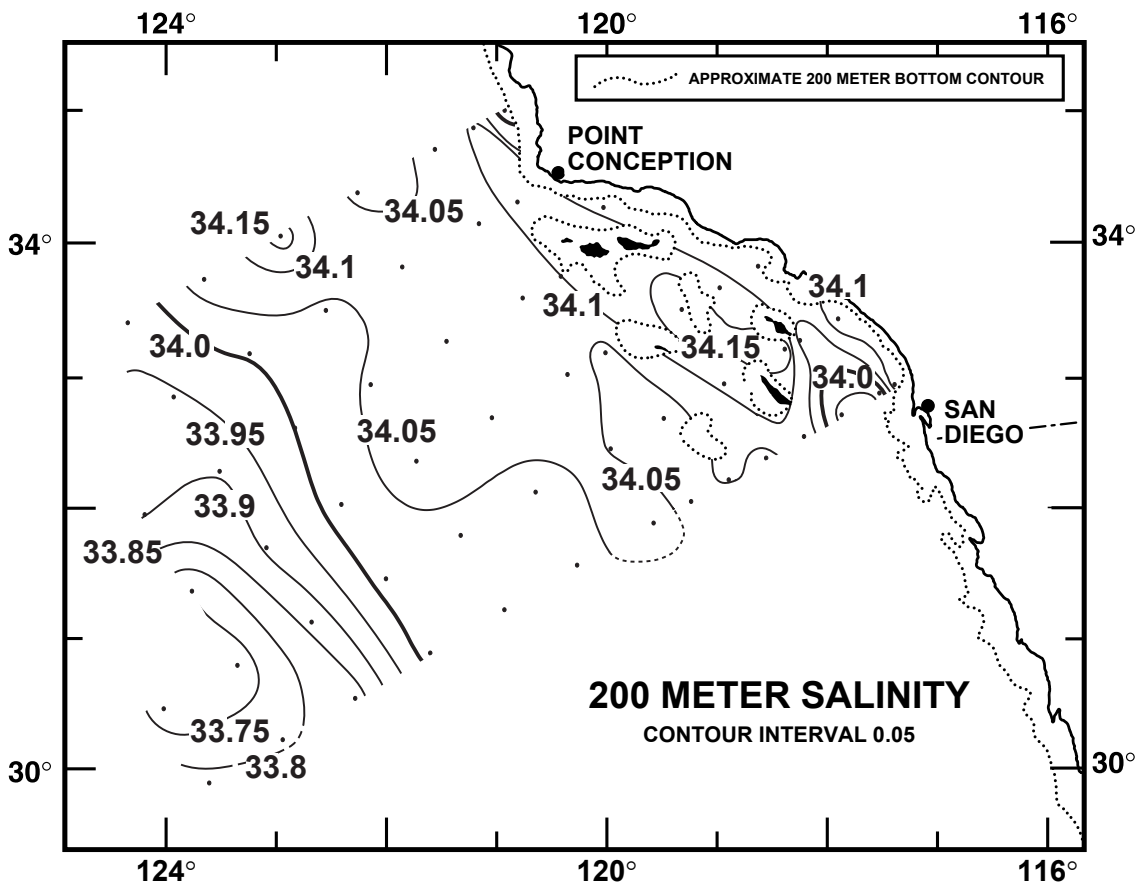 124° 120° 116°
APPROXIMATE 200 METER BOTTOM CONTOUR
POINT
CONCEPTION
34.05
34.15
34° 34°
34.1
34.1
34.1
34.0
34.15
34.0
SAN
DIEGO
33.95
34.05
34.05
33.9
33.85
200 METER SALINITY
CONTOUR INTERVAL 0.05
33.75
33.8
30° 30°
124° 120° 116°